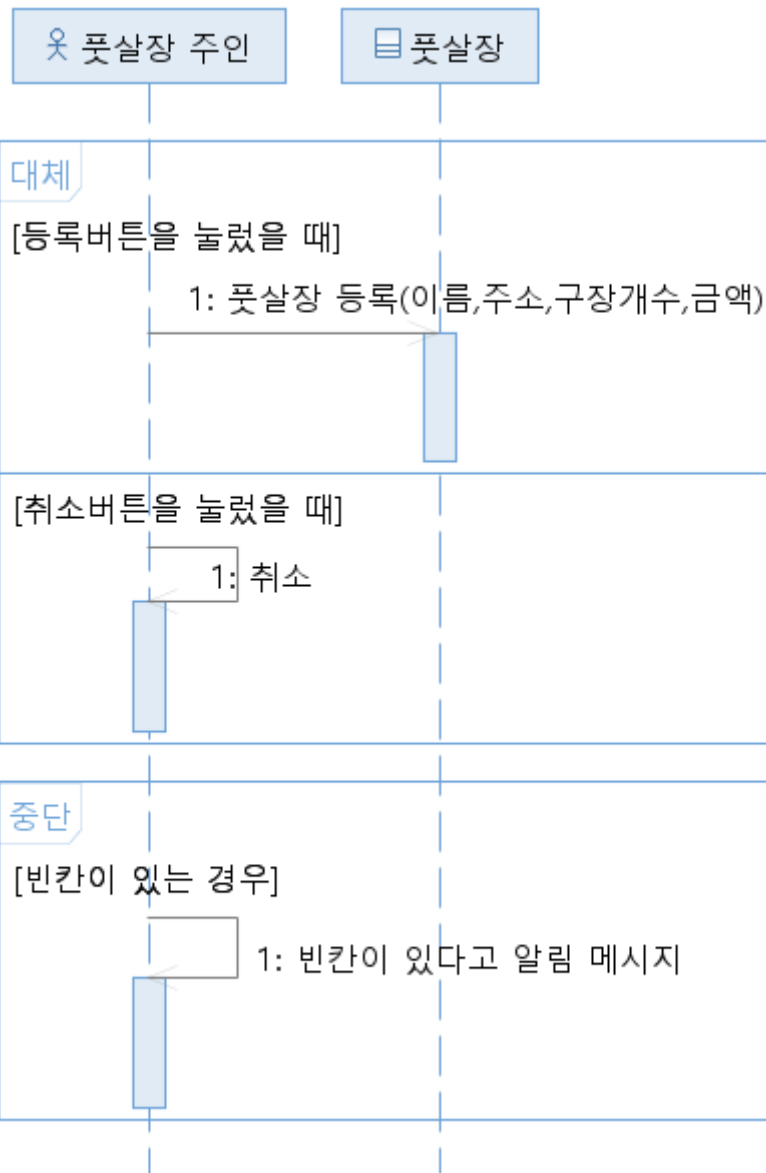 풋살장 주인
풋살장
대체
[등록버튼을 눌렀을 때]
1: 풋살장 등록(이름,주소,구장개수,금액)
[취소버튼을 눌렀을 때]
1: 취소
중단
[빈칸이 있는 경우]
1: 빈칸이 있다고 알림 메시지